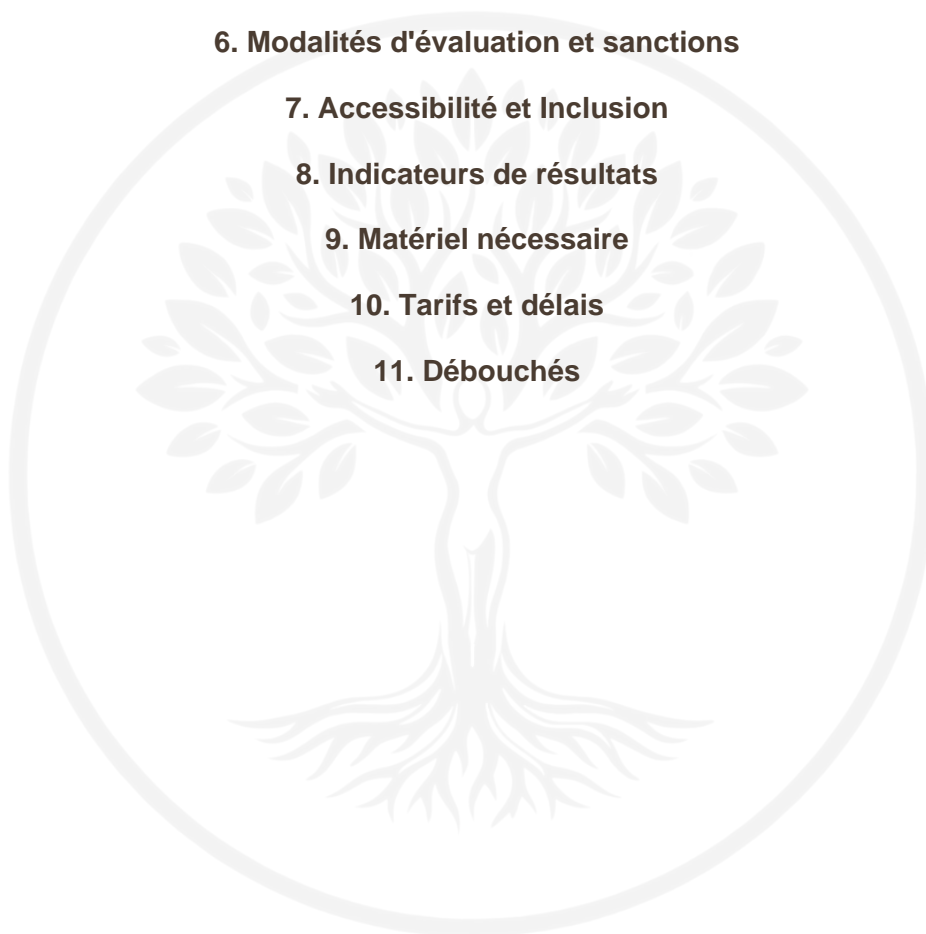 6. Modalités d'évaluation et sanctions
7. Accessibilité et Inclusion
8. Indicateurs de résultats
9. Matériel nécessaire
10. Tarifs et délais
11. Débouchés